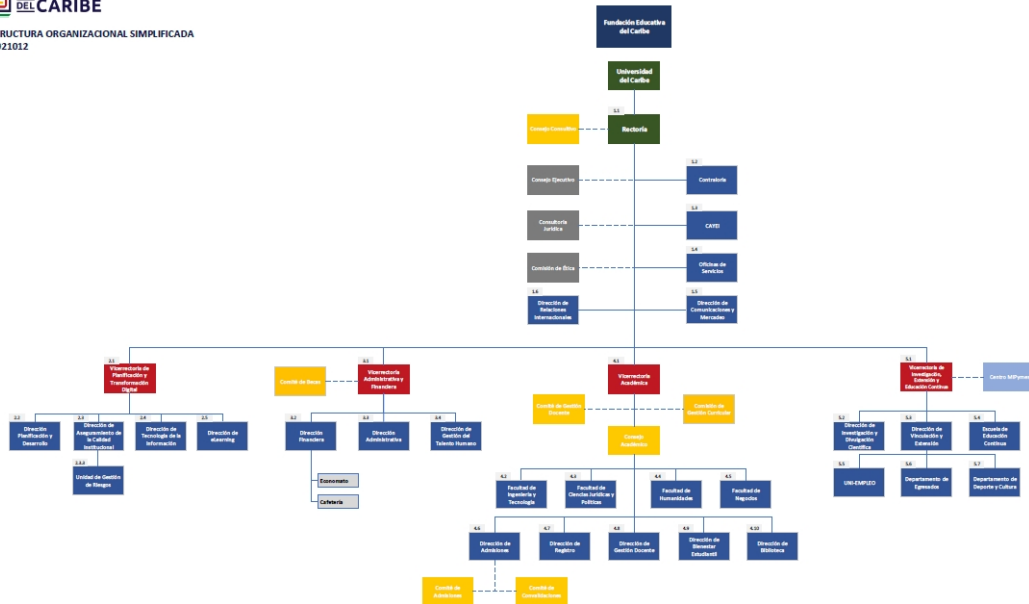 DEL CARIBE
RUCTURA ORGANIZACIONAL SIMPLIFICADA
021012
Fundación Educativa
del Caribe
Universidad
del Caribe
1.1
Rectoría
Consejo Consultivo
Consejo Ejecutivo
1.2
Contraloría
Consultoría
Jurídica
1.3
CAYEI
Comisión de Ética
1.4
Oficinas de
Servicios
1.6
Dirección de
Relaciones
Internacionales
1.5
Dirección de
Comunicaciones y
Mercadeo
Vicerrectoría de
Planificación y
Transformación
Digital
Comité de Becas
3.1
Vicerrectoría
Administrativa y
Financiera
4.1
Vicerrectoría
Académica
5.1
Vicerrectoría de
Investigación,
Extensión y
Educación Continua
Centro MIPymes
2.2
Dirección
Planificación y
Desarrollo
2.3
Dirección de
Aseguramiento de
la Calidad
Institucional
2.4
Dirección de
Tecnología de la
Información
2.5
Dirección de
eLearning
2.3.3
Unidad de Gestión
de Riesgos
3.2
Dirección
Financiera
3.3
Dirección
Administrativa
3.4
Dirección de
Gestión del
Talento Humano
Economato
Cafetería
Comité de Gestión
Docente
Comisión de
Gestión Curricular
Consejo
Académico
4.2
Facultad de
Ingeniería y
Tecnología
4.3
Facultad de
Ciencias Jurídicas y
Políticas
4.4
Facultad de
Humanidades
4.5
Facultad de
Negocios
4.6
Dirección de
Admisiones
4.7
Dirección de
Registro
4.8
Dirección de
Gestión Docente
4.9
Dirección de
Bienestar
Estudiantil
4.10
Dirección de
Biblioteca
Comité de
Admisiones
Comité de
Convalidaciones
5.2
Dirección de
Investigación y
Divulgación
Científica
5.3
Dirección de
Vinculación y
Extensión
5.4
Escuela de
Educación
Continua
5.5
UNI-EMPLEO
5.6
Departamento de
Egresados
5.7
Departamento de
Deporte y Cultura